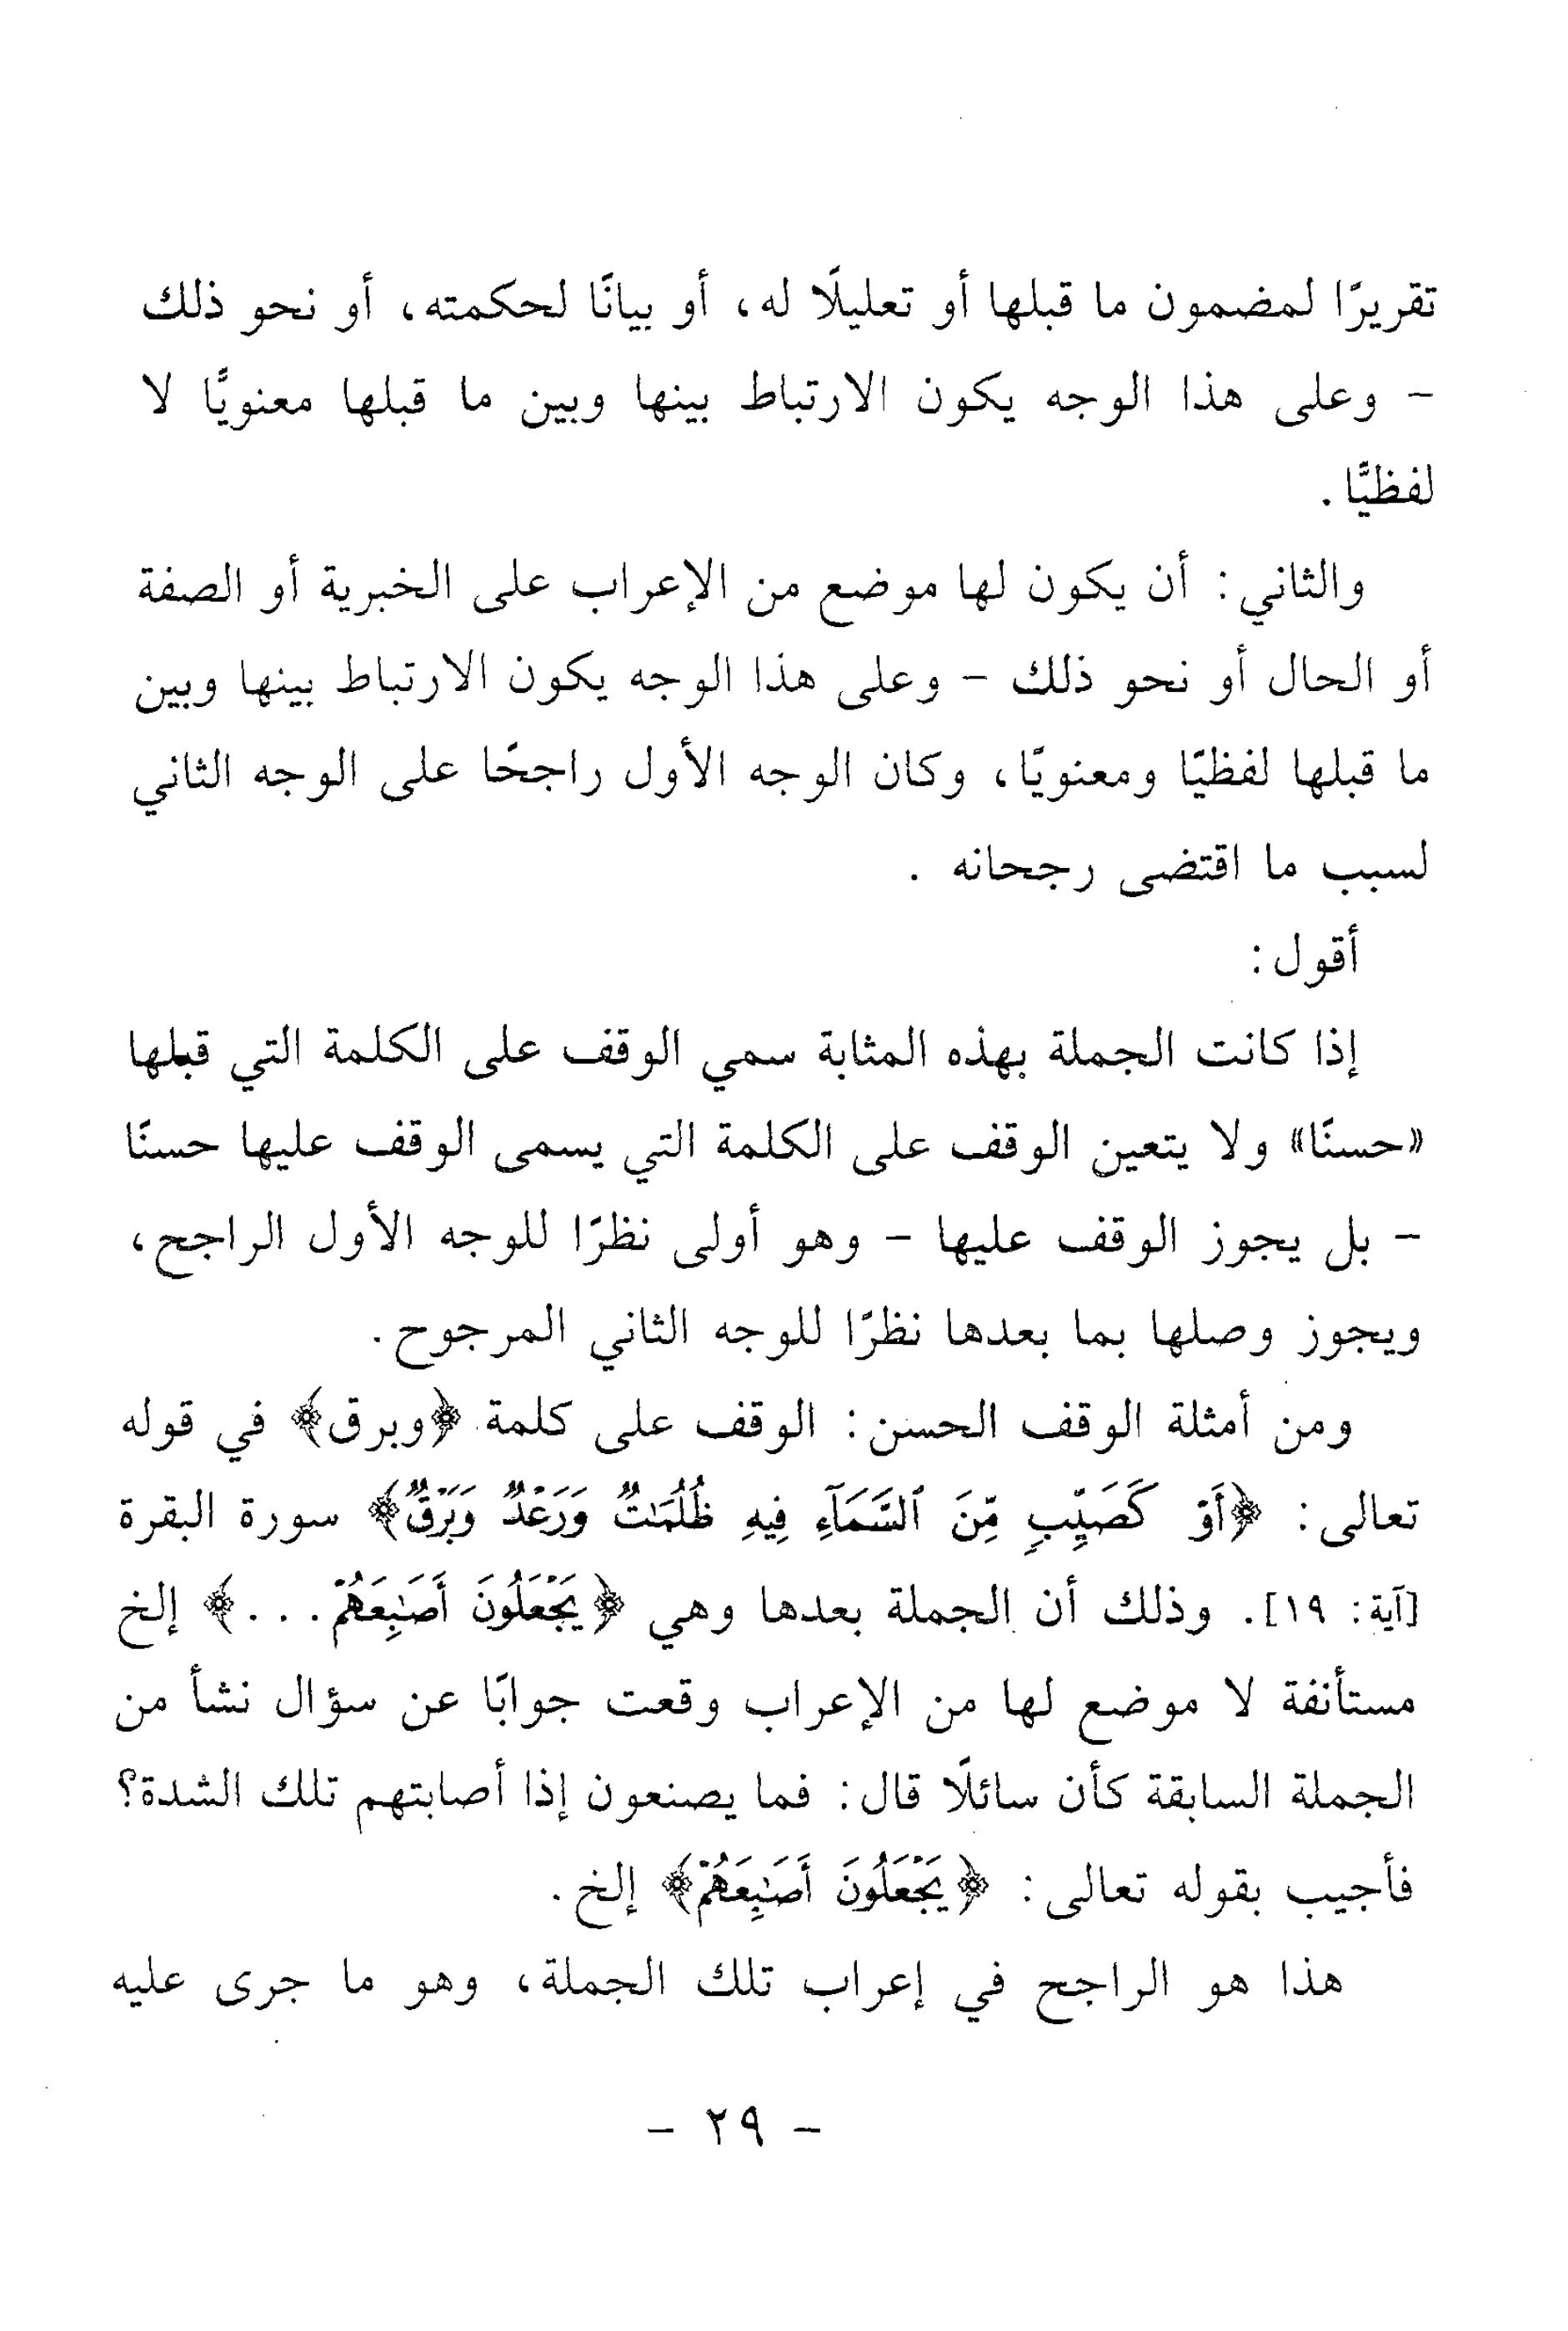 تقريرًا لمضمون ما قبلها أو تعليلًا له، أو بيانًا لحكمته، أو نحو ذلك
- وعلى هذا الوجه يكون الارتباط بينها وبين ما قبلها معنويًّا لا
لفظيًّا .
والثاني: أن يكون لها موضع من الإعراب على الخبرية أو الصفة
أو الحال أو نحو ذلك - وعلى هذا الوجه يكون الارتباط بينها وبين
ما قبلها لفظيًا ومعنويًا، وكان الوجه الأول راجحًا على الوجه الثاني
لسبب ما اقتضى رجحانه .
أقول:
إذا كانت الجملة بهذه المثابة سمي الوقف على الكلمة التي قبلها
«حسنًا» ولا يتعين الوقف على الكلمة التي يسمى الوقف عليها حسنًا
- بل يجوز الوقف عليها - وهو أولى نظرًا للوجه الأول الراجح،
ويجوز وصلها بما بعدها نظرًا للوجه الثاني المرجوح.
ومن أمثلة الوقف الحسن: الوقف على كلمة ﴿وبرق﴾ في قوله
تعالى: ﴿أَوْ كَصَيِّبٍ مِّنَ ٱلسَّمَآءِ فِيهِ ظُلُمَٰتٌ وَرَعْدٌ وَبَرْقٌ﴾ سورة البقرة
[آية: ١٩]. وذلك أن الجملة بعدها وهي ﴿يَجْعَلُونَ أَصَٰبِعَهُمْ...﴾ إلخ
مستأنفة لا موضع لها من الإعراب وقعت جوابًا عن سؤال نشأ من
الجملة السابقة كأن سائلًا قال: فما يصنعون إذا أصابتهم تلك الشدة؟
فأجيب بقوله تعالى: ﴿يَجْعَلُونَ أَصَٰبِعَهُمْ﴾ إلخ.
هذا هو الراجح في إعراب تلك الجملة، وهو ما جرى عليه
- ٢٩ -